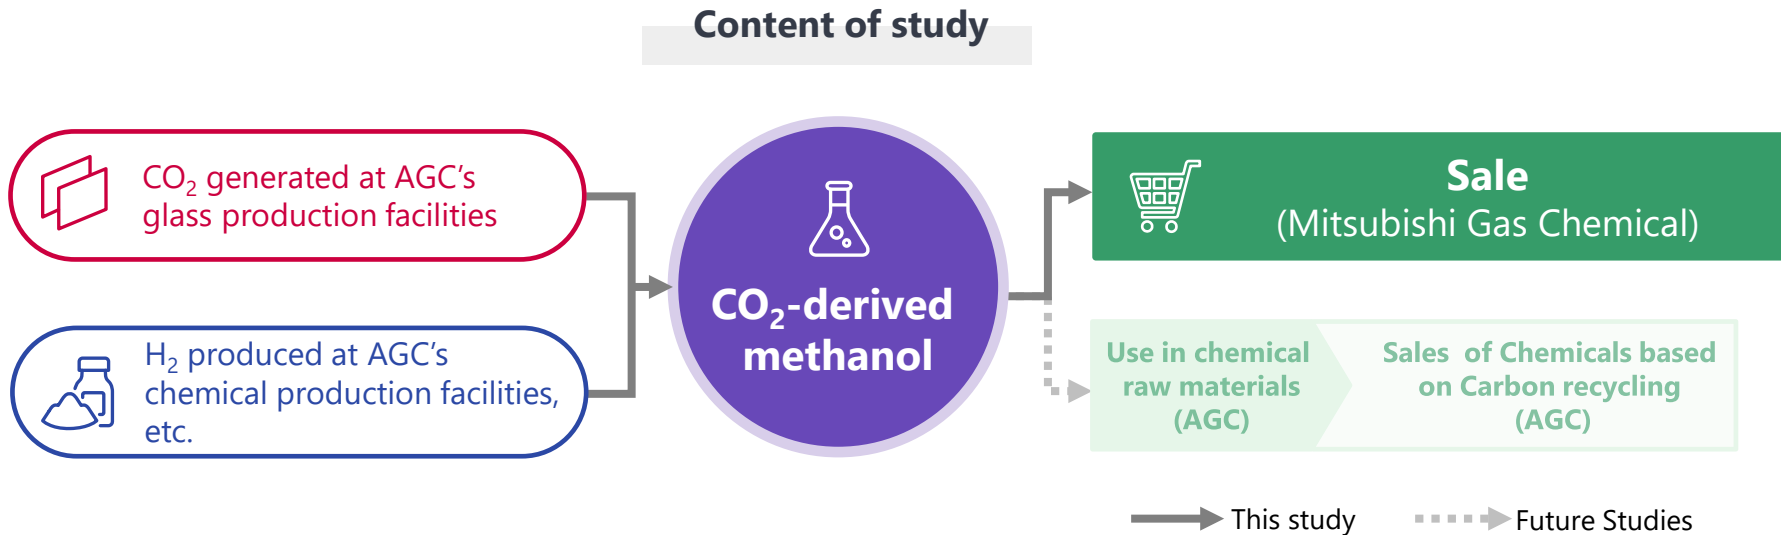 Content of study
CO₂ generated at AGC's
glass production facilities
H₂ produced at AGC's
chemical production facilities,
etc.
CO₂-derived
methanol
Sale
(Mitsubishi Gas Chemical)
Use in chemical
raw materials
(AGC)
Sales of Chemicals based
on Carbon recycling
(AGC)
This study
Future Studies